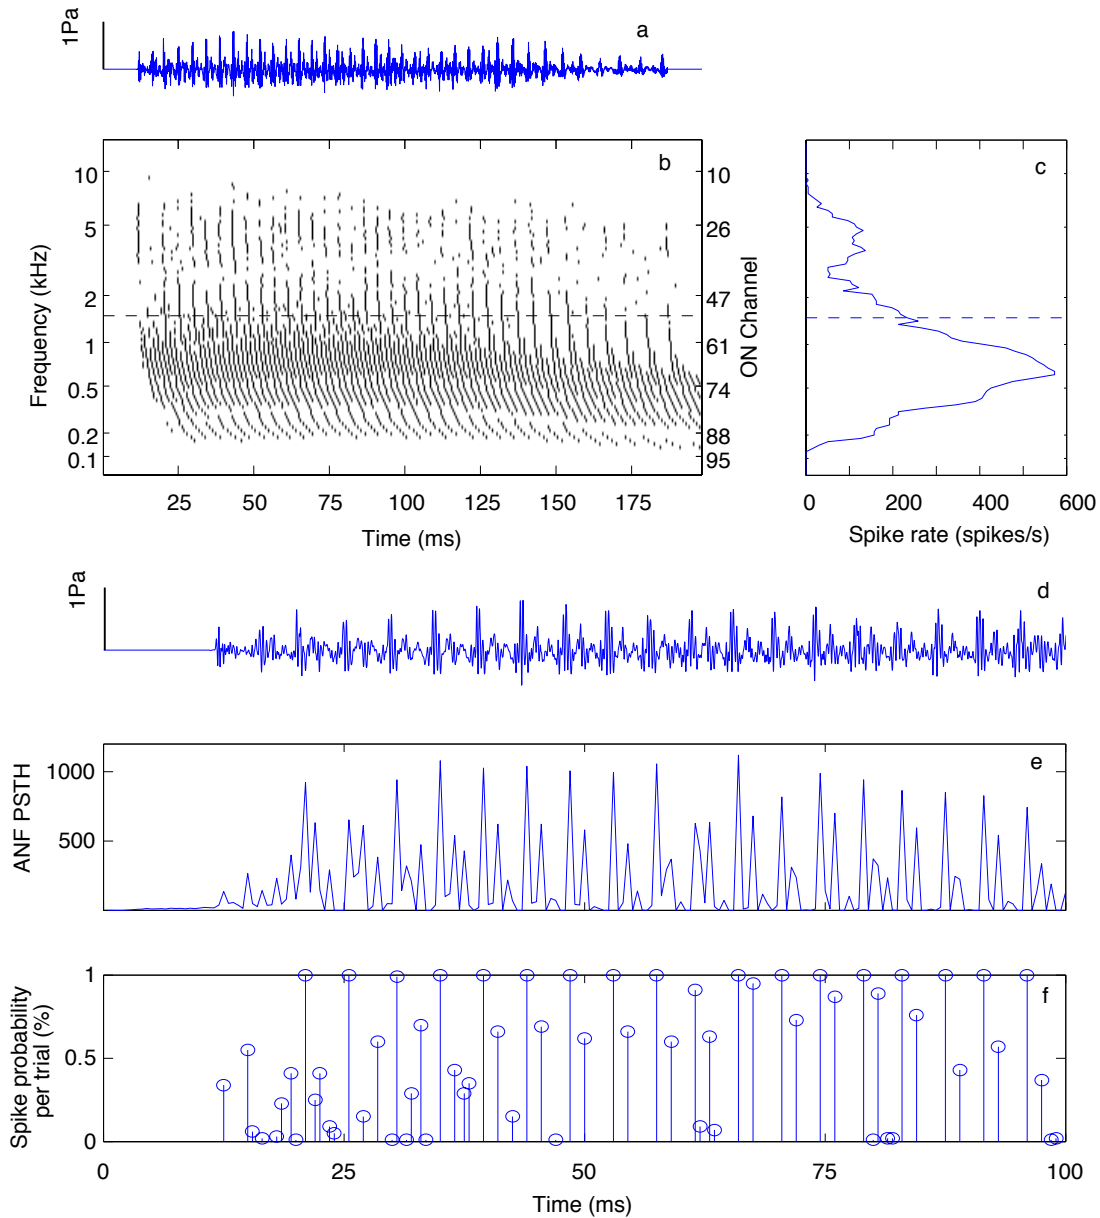 1Pa
a
b
c
Frequency (kHz)
10
5
2
1
0.5
0.2
0.1
10
26
47
61
74
88
95
ON Channel
25 50 75 100 125 150 175
Time (ms)
0 200 400 600
Spike rate (spikes/s)
1Pa
d
ANF PSTH
1000
500
e
Spike probability
per trial (%)
1
0.5
0
f
0 25 50 75 100
Time (ms)